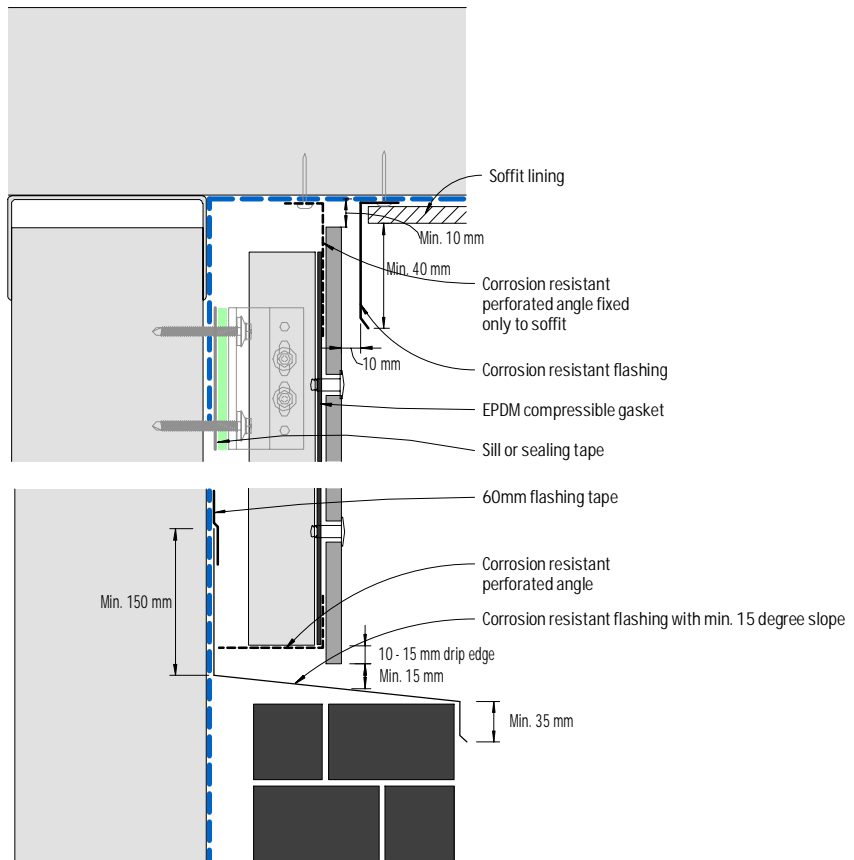 Soffit lining
Min. 10 mm
Min. 40 mm
Corrosion resistant
perforated angle fixed
only to soffit
10 mm
Corrosion resistant flashing
EPDM compressible gasket
Sill or sealing tape
60mm flashing tape
Corrosion resistant
perforated angle
Min. 150 mm
Corrosion resistant flashing with min. 15 degree slope
10 - 15 mm drip edge
Min. 15 mm
Min. 35 mm